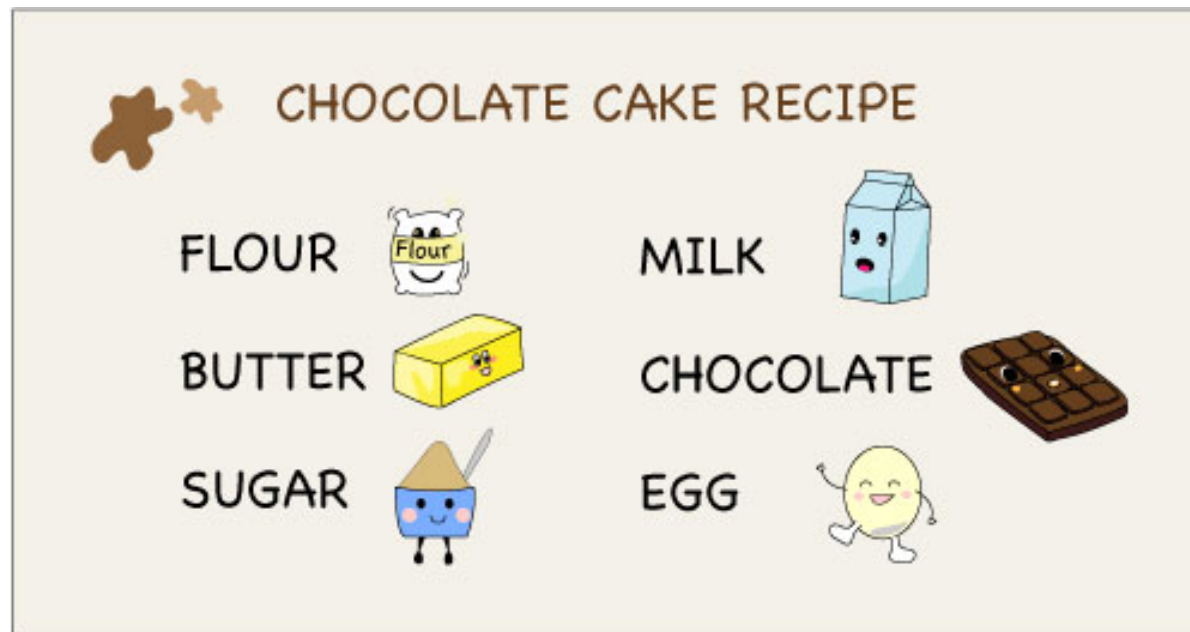 CHOCOLATE CAKE RECIPE
FLOUR
Flour
BUTTER
SUGAR
MILK
CHOCOLATE
EGG